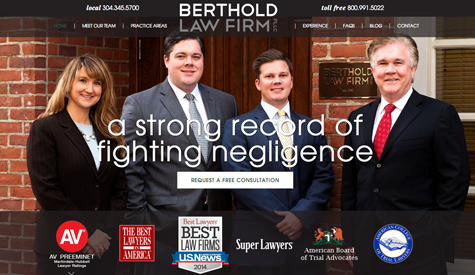 local 304.345.5700
BERTHOLD
LAW FIRM PLLC
toll free 800.991.5022
HOME | MEET OUR TEAM | PRACTICE AREAS | EXPERIENCE | FAQS | BLOG | CONTACT
BERTHOLD
LAW FIRM
a strong record of
fighting negligence
REQUEST A FREE CONSULTATION
AV
AV PREEMINENT
Martindale-Hubbell
Lawyer Ratings
THE BEST
LAWYERS
IN
AMERICA
Best Lawyers
BEST
LAW FIRMS
U.S.News
2014
Super Lawyers
American Board
of Trial Advocates